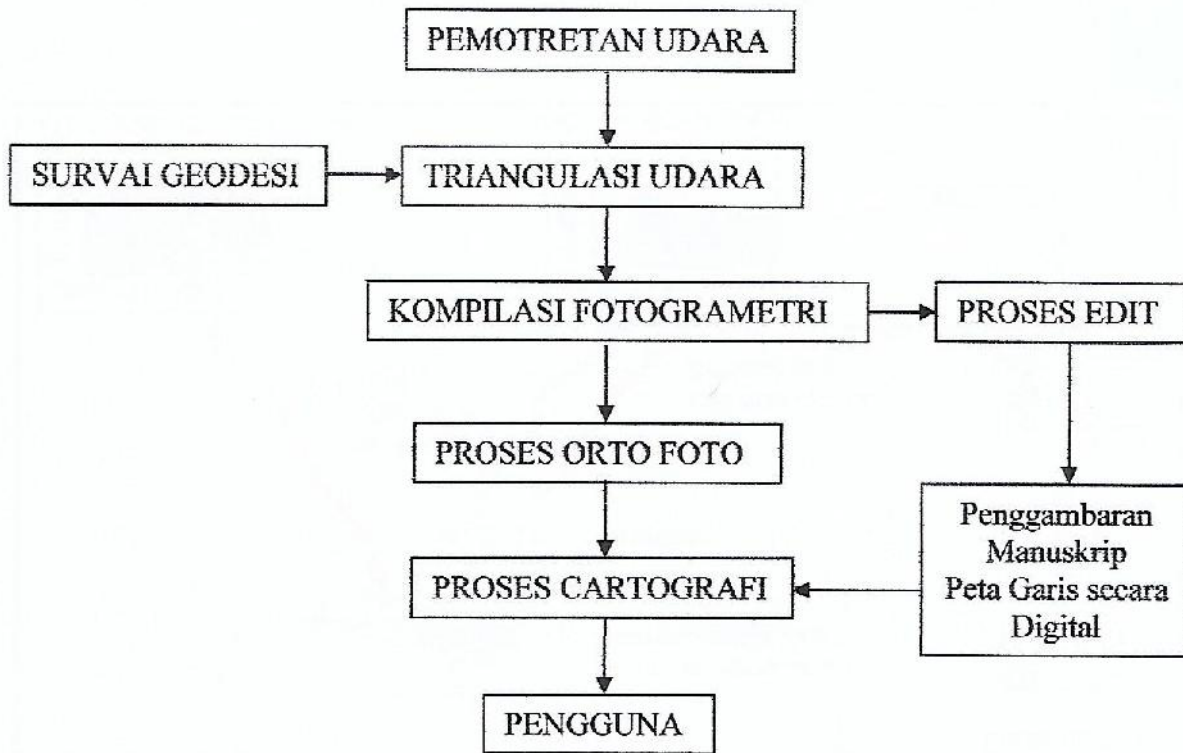 PEMOTRETAN UDARA
SURVAI GEODESI
TRIANGULASI UDARA
KOMPILASI FOTOGRAMETRI
PROSES EDIT
PROSES ORTO FOTO
Penggambaran
Manuskrip
Peta Garis secara
Digital
PROSES CARTOGRAFI
PENGGUNA